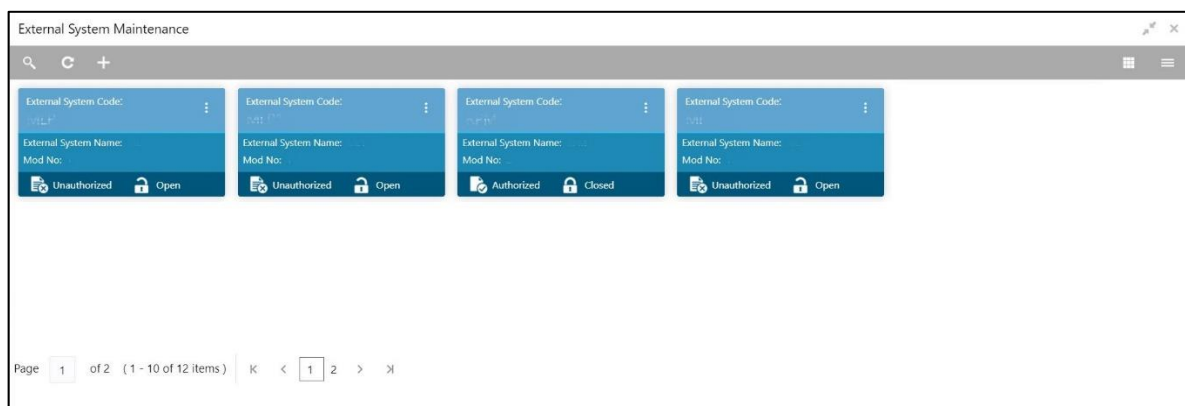 External System Maintenance
External System Code: External System Code: External System Code: External System Code:
External System Name: External System Name: External System Name: External System Name:
Mod No: Mod No: Mod No: Mod No:
Unauthorized Open Unauthorized Open Authorized Closed Unauthorized Open
Page 1 of 2 ( 1 - 10 of 12 items ) 1 2